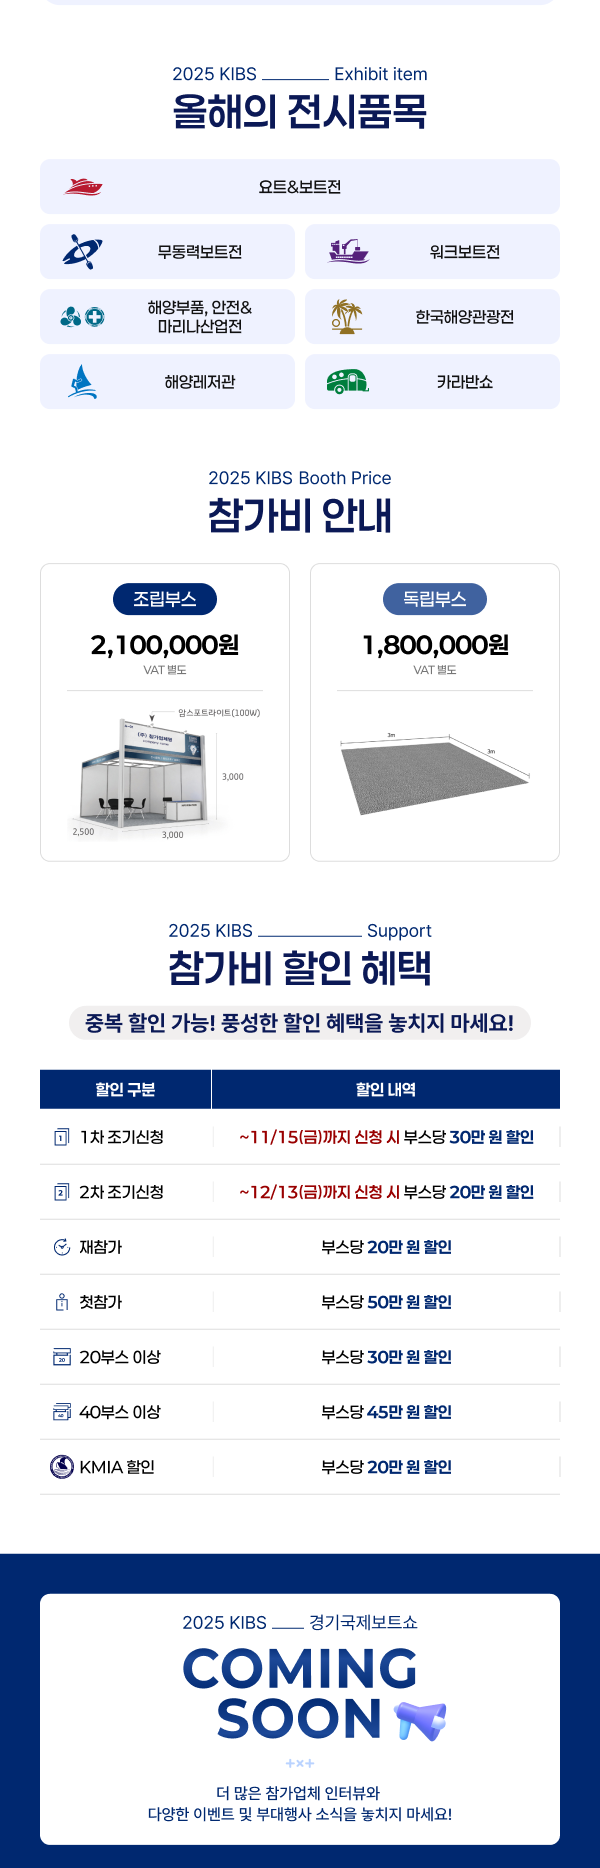 2025 KIBS Exhibit item
올해의 전시품목
요트&보트전
무동력보트전
워크보트전
해양부품, 안전&
마리나산업전
한국해양관광전
해양레저관
카라반쇼
2025 KIBS Booth Price
참가비 안내
조립부스
2,100,000원
VAT 별도
암스포트라이트(100W)
(주) 참가업체명
3,000
2,500
3,000
독립부스
1,800,000원
VAT 별도
3m
3m
2025 KIBS Support
참가비 할인 혜택
중복 할인 가능! 풍성한 할인 혜택을 놓치지 마세요!
할인 구분 할인 내역
1 1차 조기신청 ~11/15(금)까지 신청 시 부스당 30만 원 할인
2 2차 조기신청 ~12/13(금)까지 신청 시 부스당 20만 원 할인
재참가 부스당 20만 원 할인
첫참가 부스당 50만 원 할인
20 20부스 이상 부스당 30만 원 할인
40 40부스 이상 부스당 45만 원 할인
KMIA 할인 부스당 20만 원 할인
2025 KIBS 경기국제보트쇼
COMING
SOON
더 많은 참가업체 인터뷰와
다양한 이벤트 및 부대행사 소식을 놓치지 마세요!